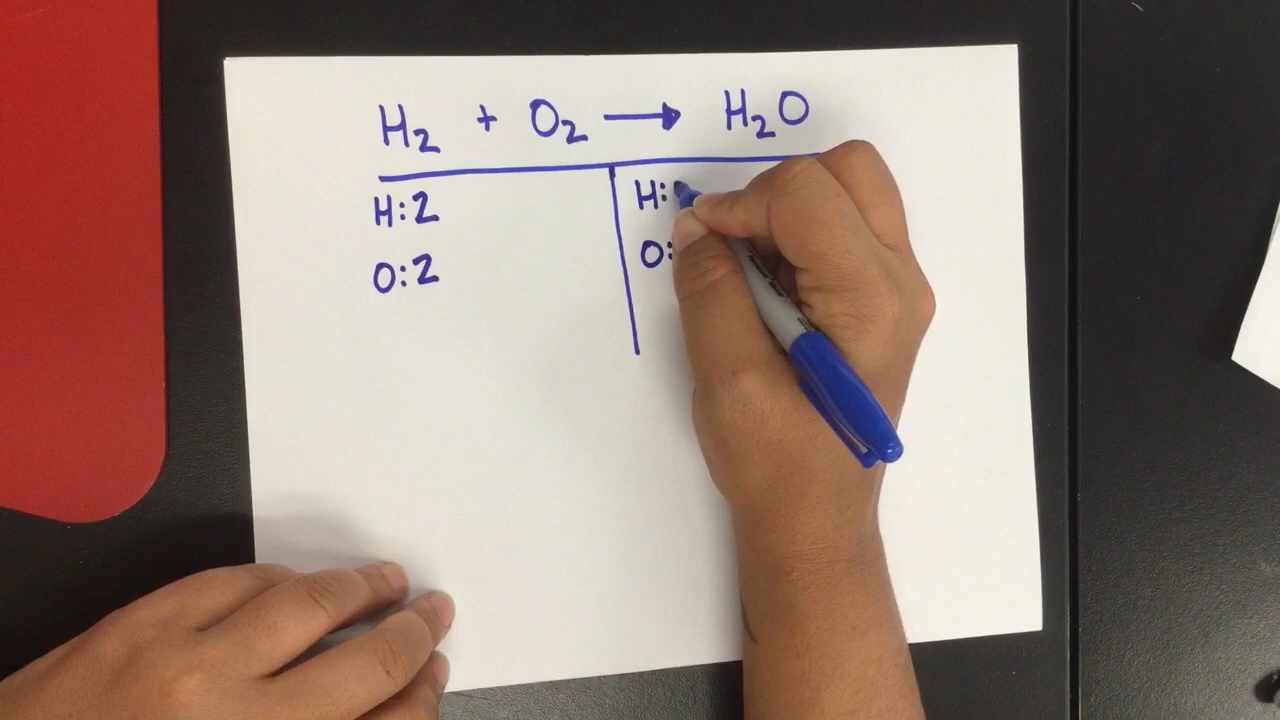 H₂ + O₂ → H₂O
H:2
O:2
H:
O: